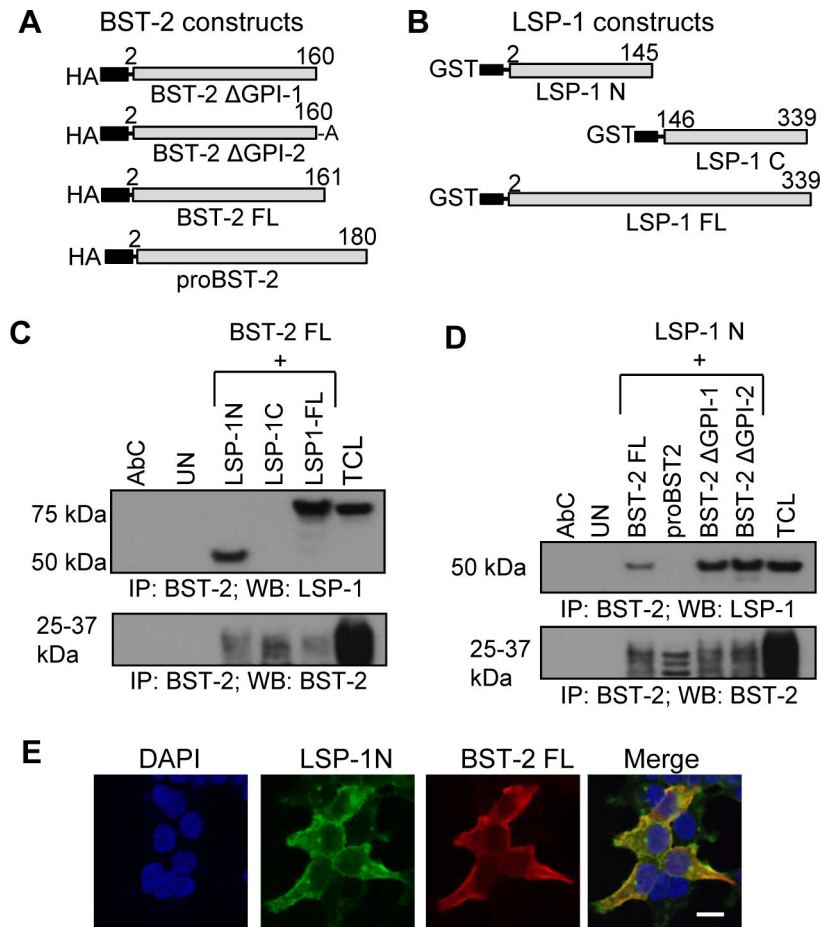 A
BST-2 constructs
HA 2 160
BST-2 ΔGPI-1
HA 2 160 -A
BST-2 ΔGPI-2
HA 2 161
BST-2 FL
HA 2 180
proBST-2
B
LSP-1 constructs
GST 2 145
LSP-1 N
GST 146 339
LSP-1 C
GST 2 339
LSP-1 FL
C
BST-2 FL
+
AbC UN LSP-1N LSP-1C LSP1-FL TCL
75 kDa
50 kDa
IP: BST-2; WB: LSP-1
25-37
kDa
IP: BST-2; WB: BST-2
D
LSP-1 N
+
AbC UN BST-2 FL proBST2 BST-2 ΔGPI-1 BST-2 ΔGPI-2 TCL
50 kDa
IP: BST-2; WB: LSP-1
25-37
kDa
IP: BST-2; WB: BST-2
E
DAPI LSP-1N BST-2 FL Merge